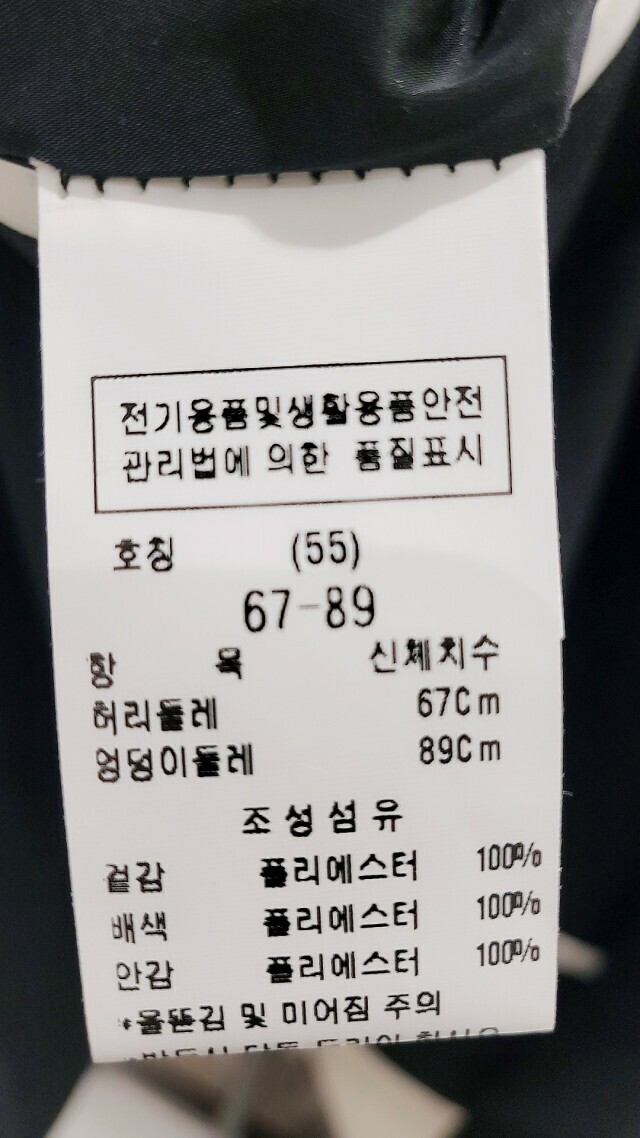 전기용품및생활용품안전
관리법에 의한 품질표시
호칭 (55)
67-89
항 목 신체치수
허리둘레 67Cm
엉덩이둘레 89Cm
조성섬유
겉감 폴리에스터 100%
배색 폴리에스터 100%
안감 폴리에스터 100%
*올뜯김 및 미어짐 주의